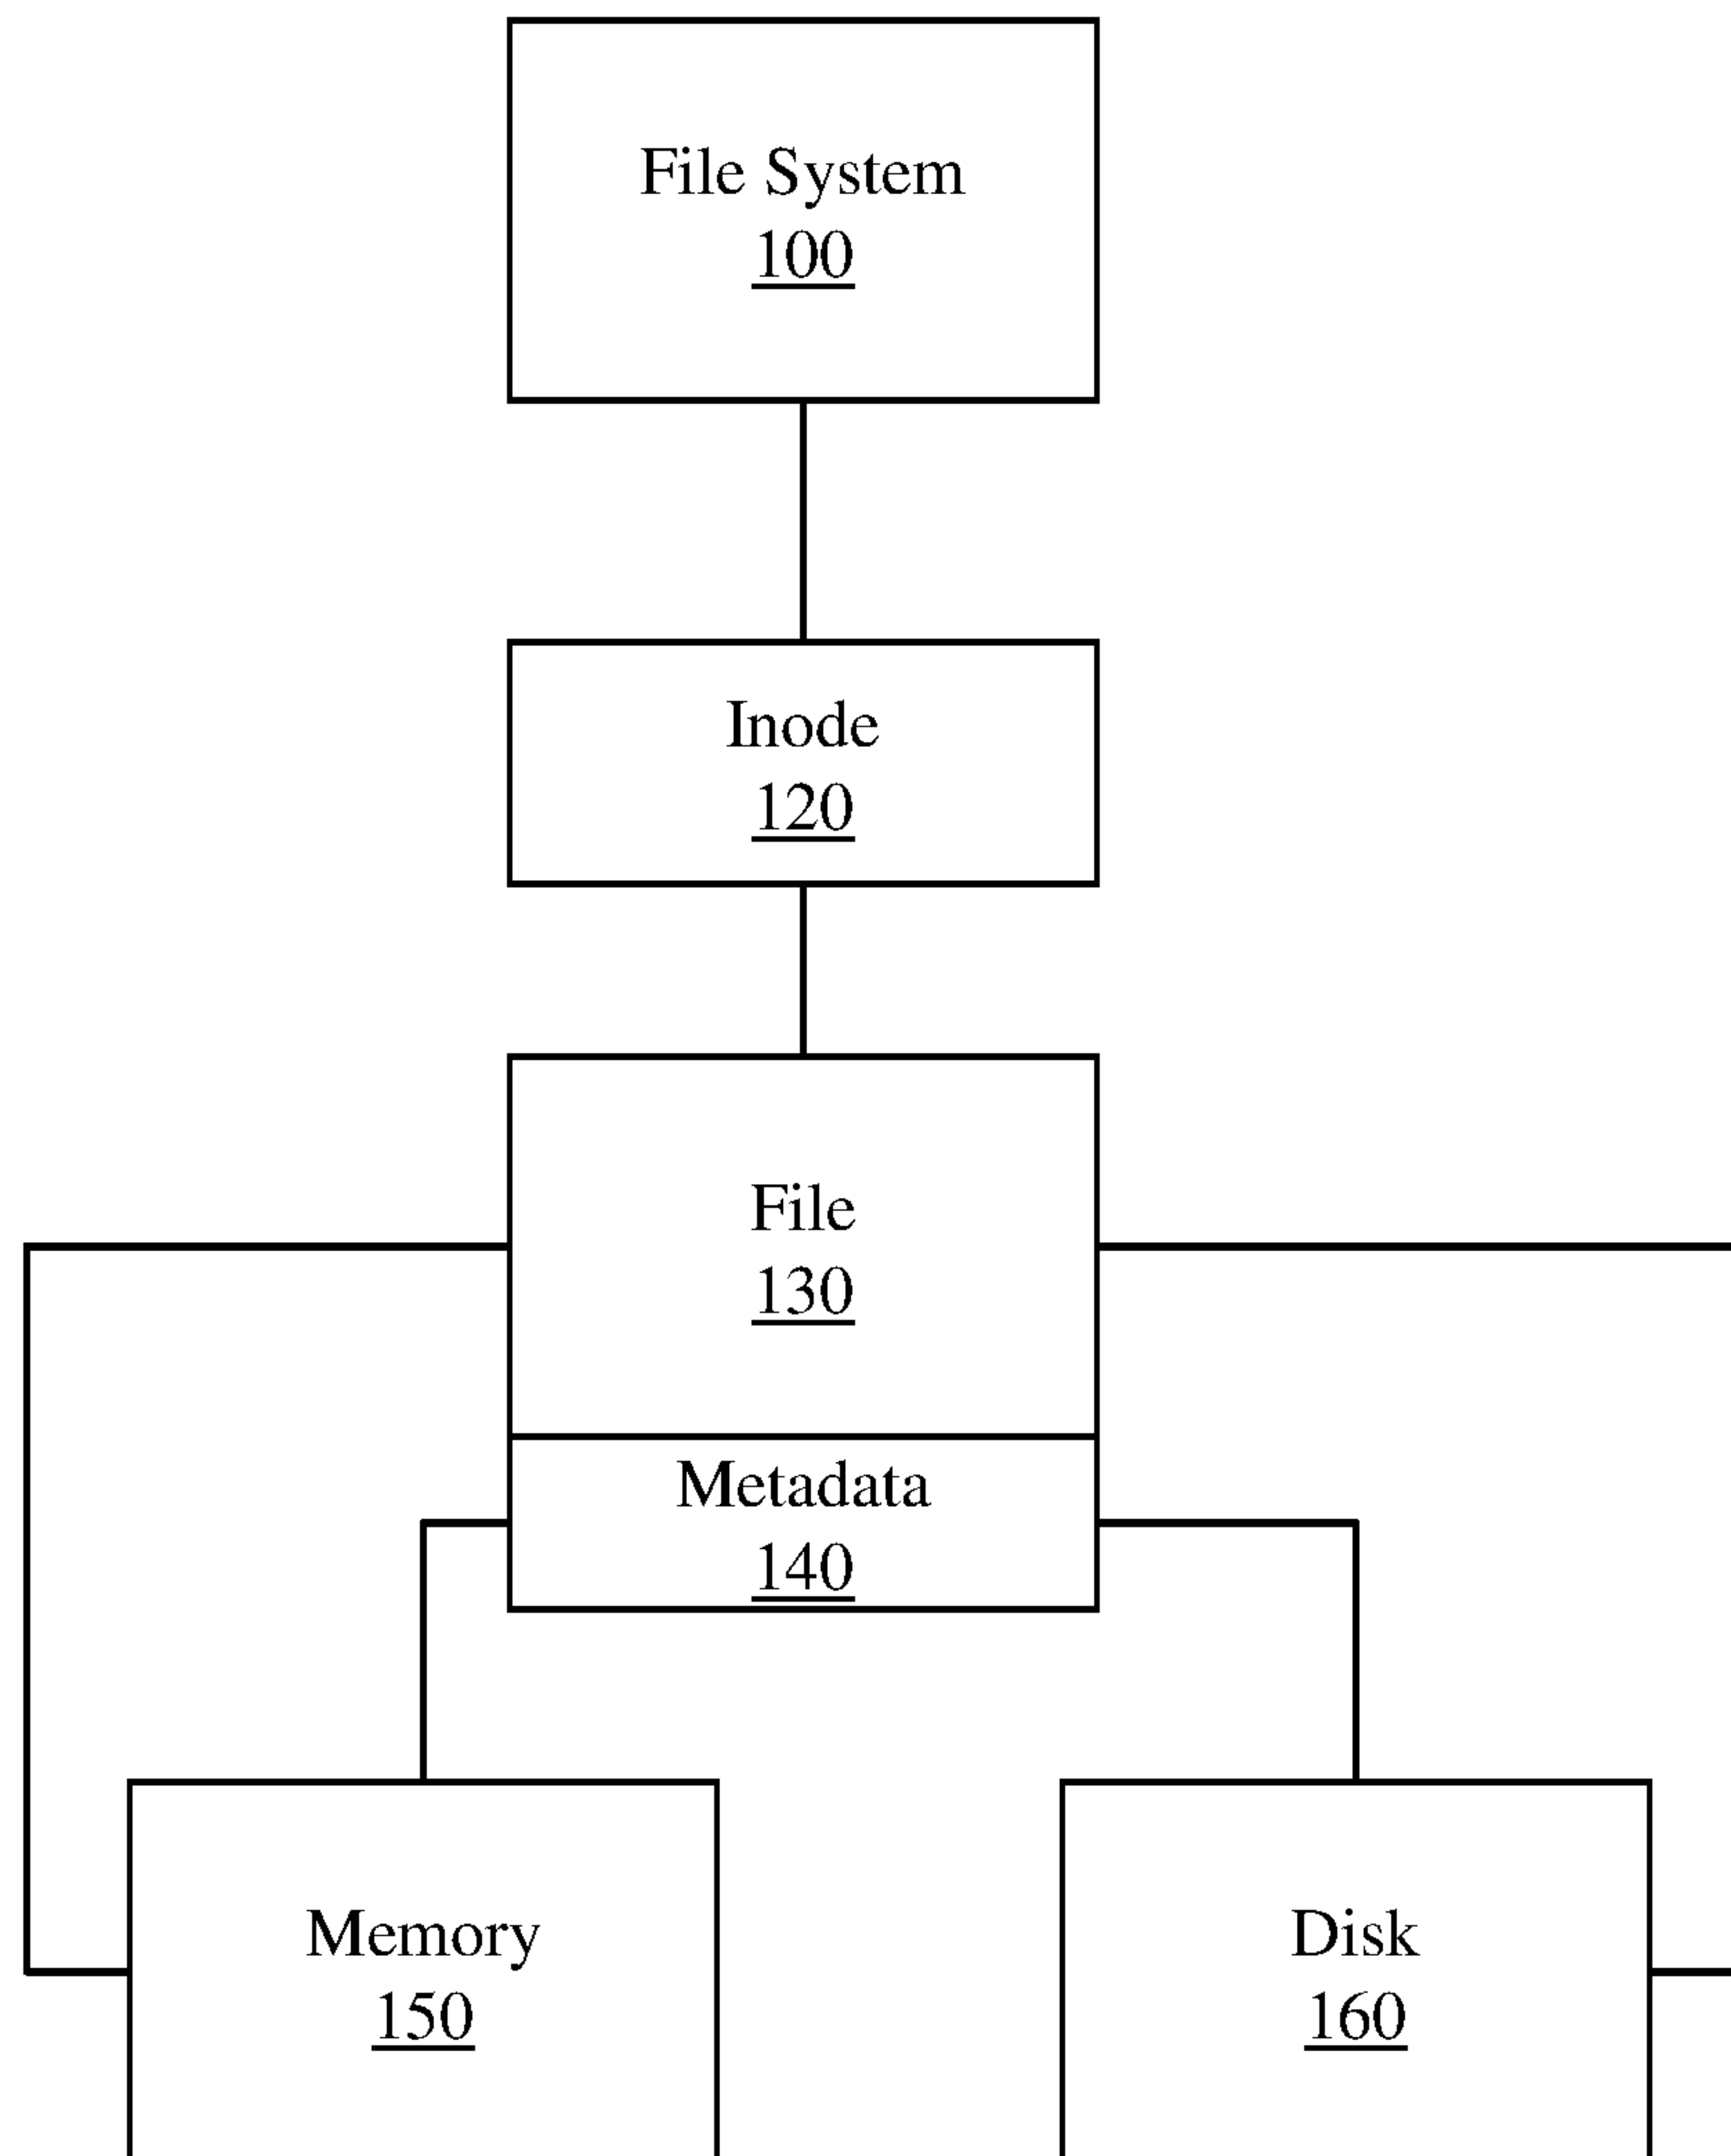 File System
100
Inode
120
File
130
Metadata
140
Memory
150
Disk
160